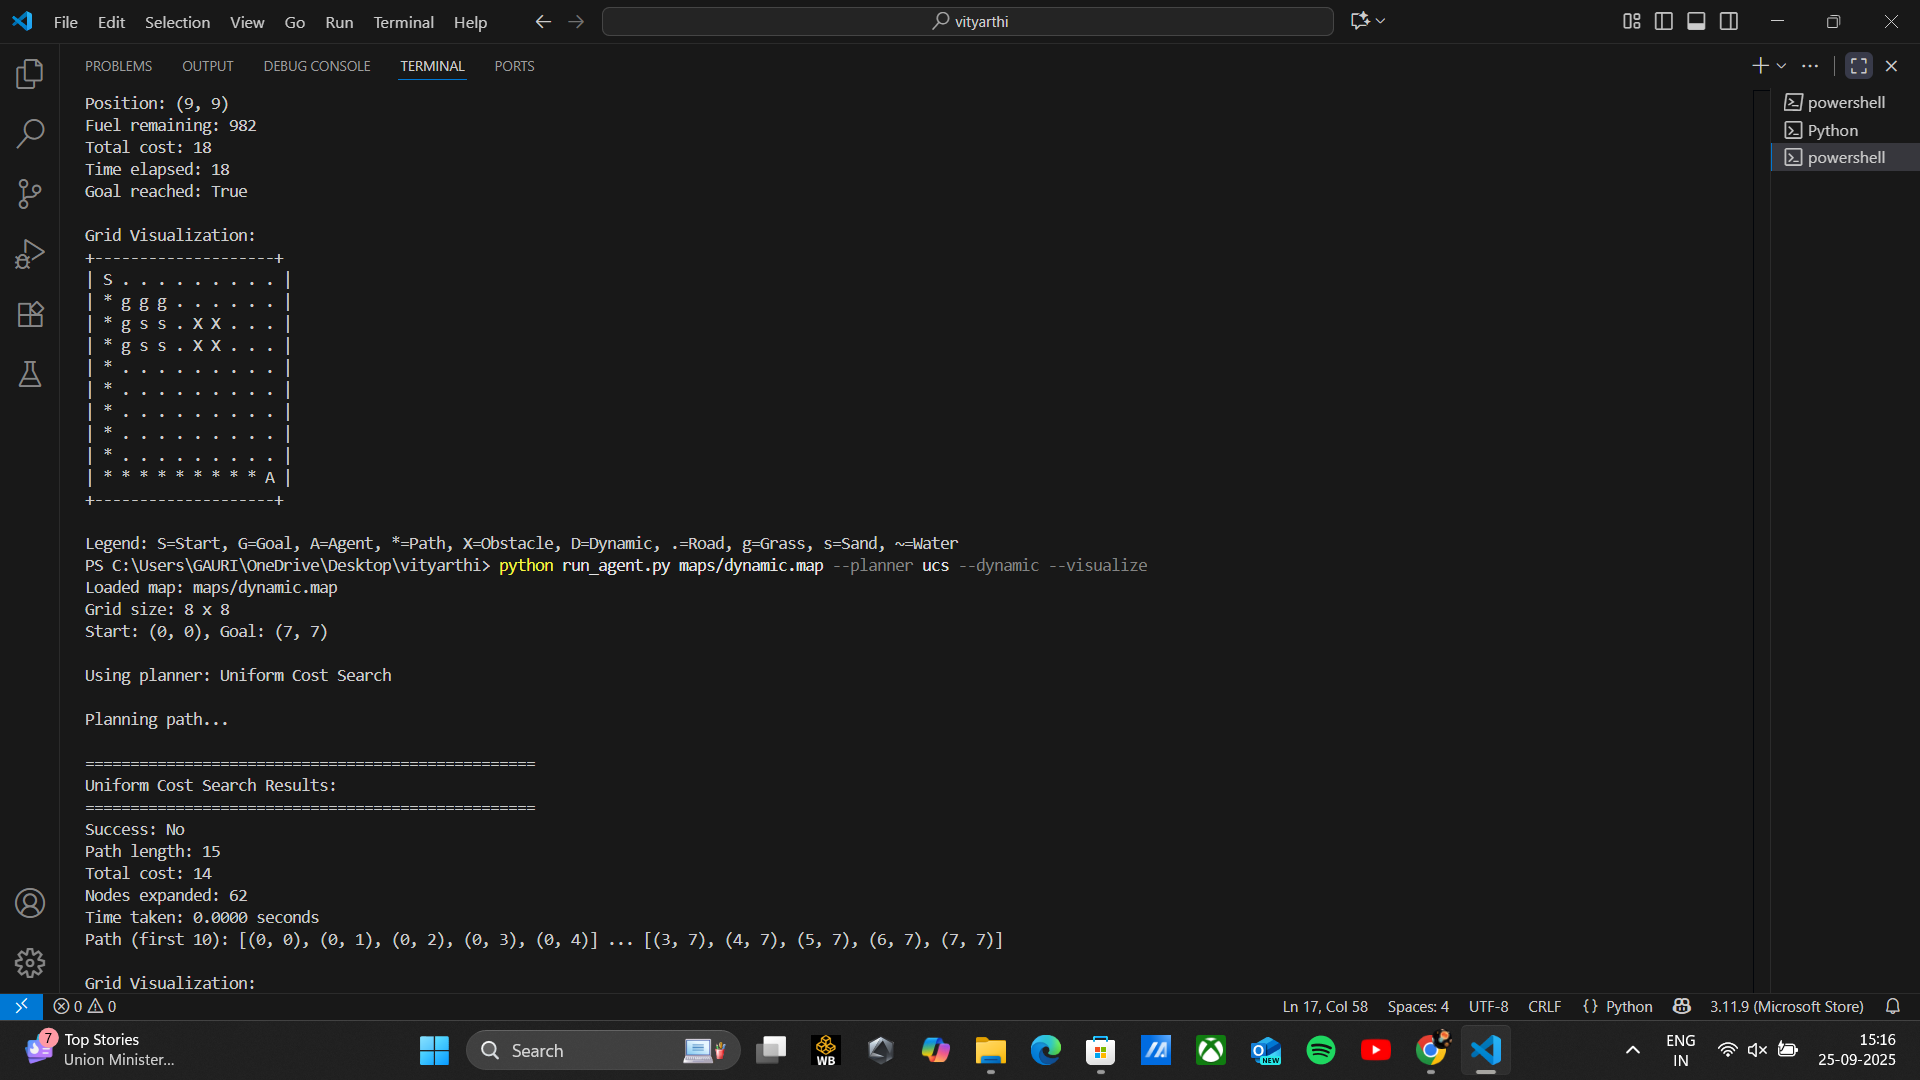 File Edit Selection View Go Run Terminal Help vityarthi
PROBLEMS OUTPUT DEBUG CONSOLE TERMINAL PORTS
powershell
Python
powershell
Position: (9, 9)
Fuel remaining: 982
Total cost: 18
Time elapsed: 18
Goal reached: True
Grid Visualization:
+--------------------+
| S . . . . . . . . . |
| * g g g . . . . . . |
| * g s s . X X . . . |
| * g s s . X X . . . |
| * . . . . . . . . . |
| * . . . . . . . . . |
| * . . . . . . . . . |
| * . . . . . . . . . |
| * . . . . . . . . . |
| * * * * * * * * * A |
+--------------------+
Legend: S=Start, G=Goal, A=Agent, *=Path, X=Obstacle, D=Dynamic, .=Road, g=Grass, s=Sand, ~=Water
PS C:\Users\GAURI\OneDrive\Desktop\vityarthi> python run_agent.py maps/dynamic.map --planner ucs --dynamic --visualize
Loaded map: maps/dynamic.map
Grid size: 8 x 8
Start: (0, 0), Goal: (7, 7)
Using planner: Uniform Cost Search
Planning path...
==================================================
Uniform Cost Search Results:
==================================================
Success: No
Path length: 15
Total cost: 14
Nodes expanded: 62
Time taken: 0.0000 seconds
Path (first 10): [(0, 0), (0, 1), (0, 2), (0, 3), (0, 4)] ... [(3, 7), (4, 7), (5, 7), (6, 7), (7, 7)]
Grid Visualization:
0 0 Ln 17, Col 58 Spaces: 4 UTF-8 CRLF {} Python 3.11.9 (Microsoft Store)
7 Top Stories
Union Minister...
Search
WB
NEW
ENG
IN
15:16
25-09-2025